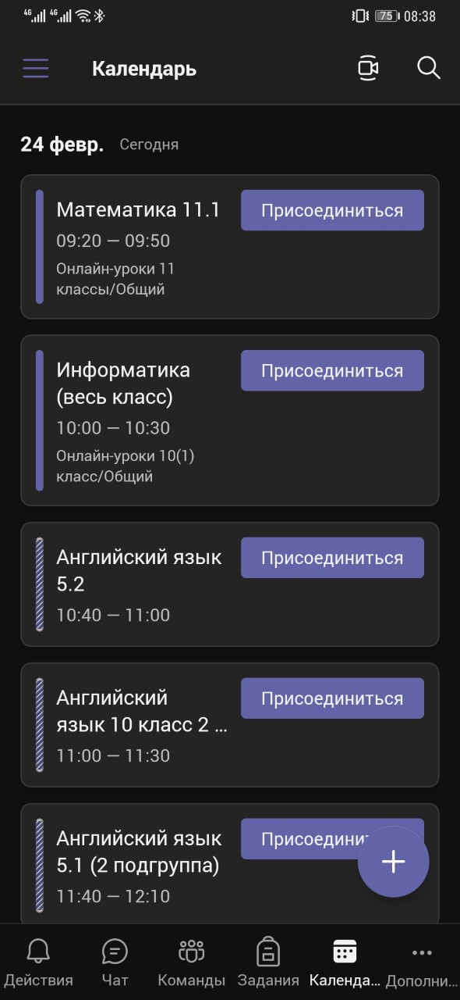 4G 4G 75 08:38
Календарь
24 февр. Сегодня
Математика 11.1 Присоединиться
09:20 — 09:50
Онлайн-уроки 11
классы/Общий
Информатика Присоединиться
(весь класс)
10:00 — 10:30
Онлайн-уроки 10(1)
класс/Общий
Английский язык Присоединиться
5.2
10:40 — 11:00
Английский Присоединиться
язык 10 класс 2 ...
11:00 — 11:30
Английский язык Присоедини
5.1 (2 подгруппа)
11:40 — 12:10
Действия Чат Команды Задания Календа... Дополни...